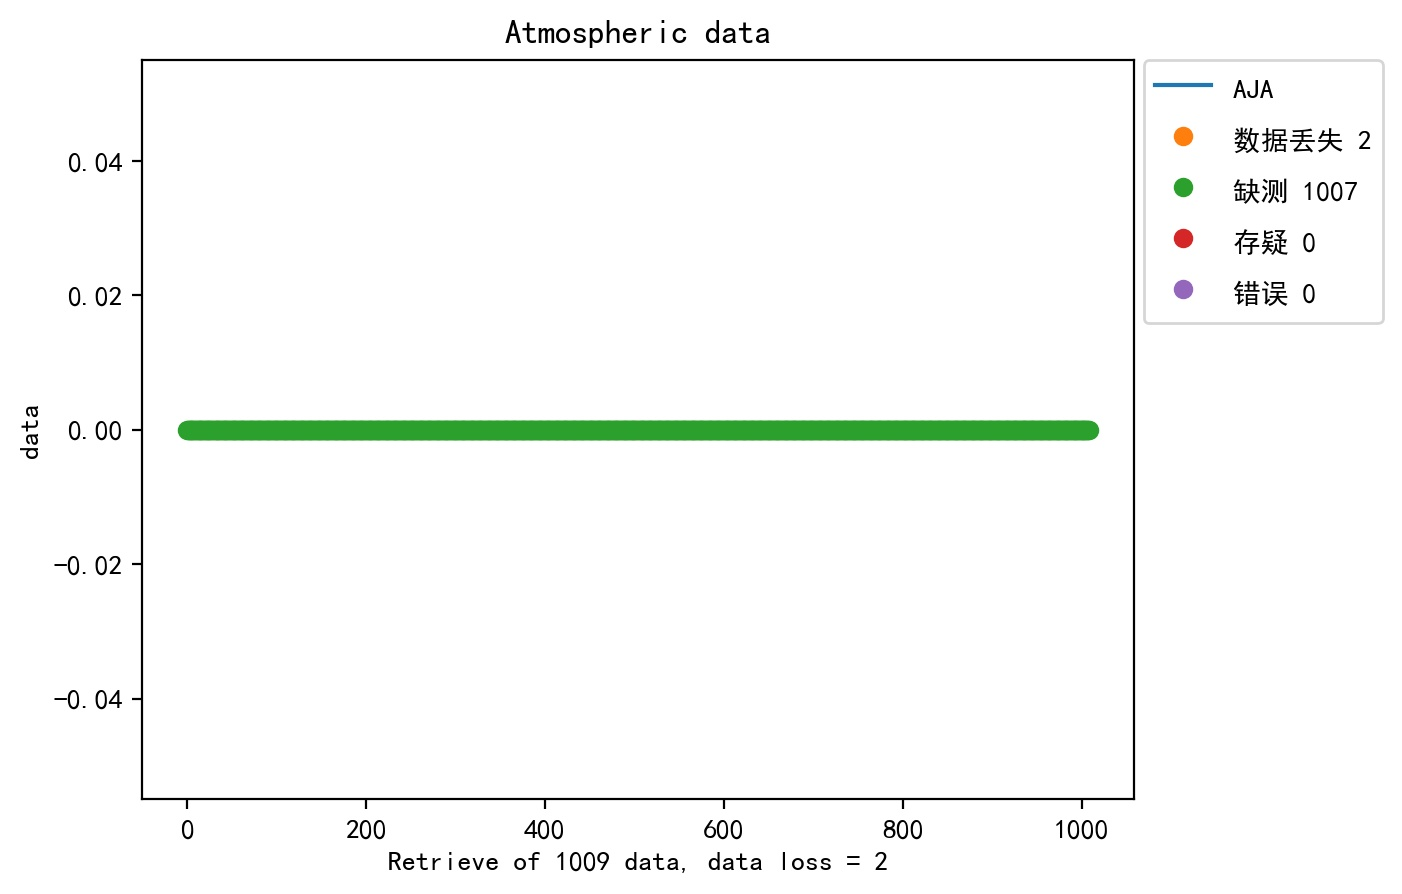 Atmospheric data
AJA
数据丢失 2
缺测 1007
存疑 0
错误 0
0.04
0.02
0.00
−0.02
−0.04
data
0 200 400 600 800 1000
Retrieve of 1009 data, data loss = 2